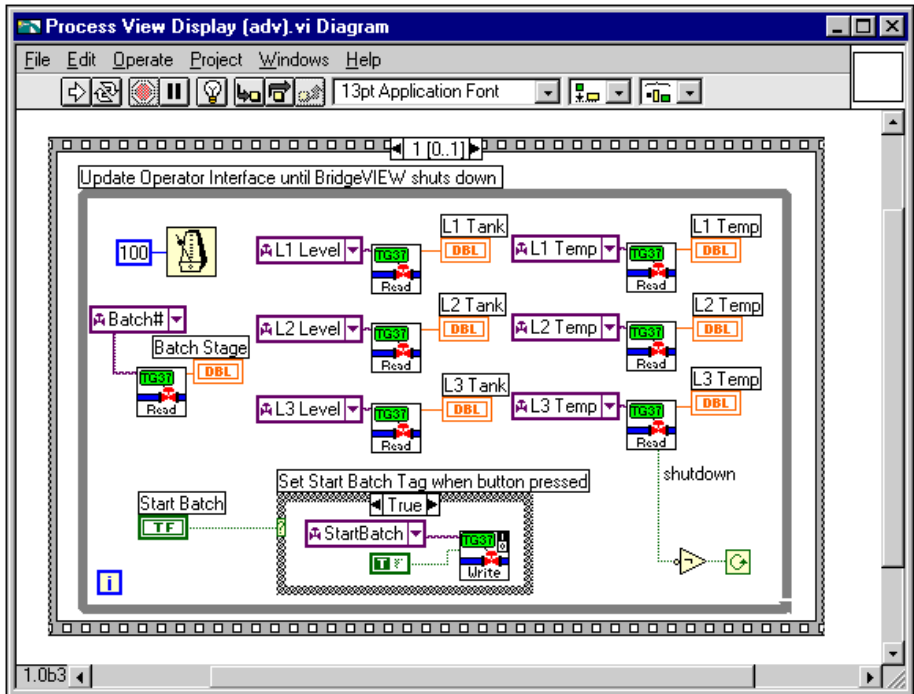 Process View Display (adv).vi Diagram
File Edit Operate Project Windows Help
13pt Application Font
1 [0..1]
Update Operator Interface until BridgeVIEW shuts down
100
L1 Level
TG37
Read
L1 Tank
DBL
L1 Temp
TG37
Read
L1 Temp
DBL
Batch#
TG37
Read
Batch Stage
DBL
L2 Level
TG37
Read
L2 Tank
DBL
L2 Temp
TG37
Read
L2 Temp
DBL
L3 Level
TG37
Read
L3 Tank
DBL
L3 Temp
TG37
Read
L3 Temp
DBL
shutdown
Set Start Batch Tag when button pressed
True
Start Batch
TF
?
StartBatch
TG37
Write
T F
i
1.0b3